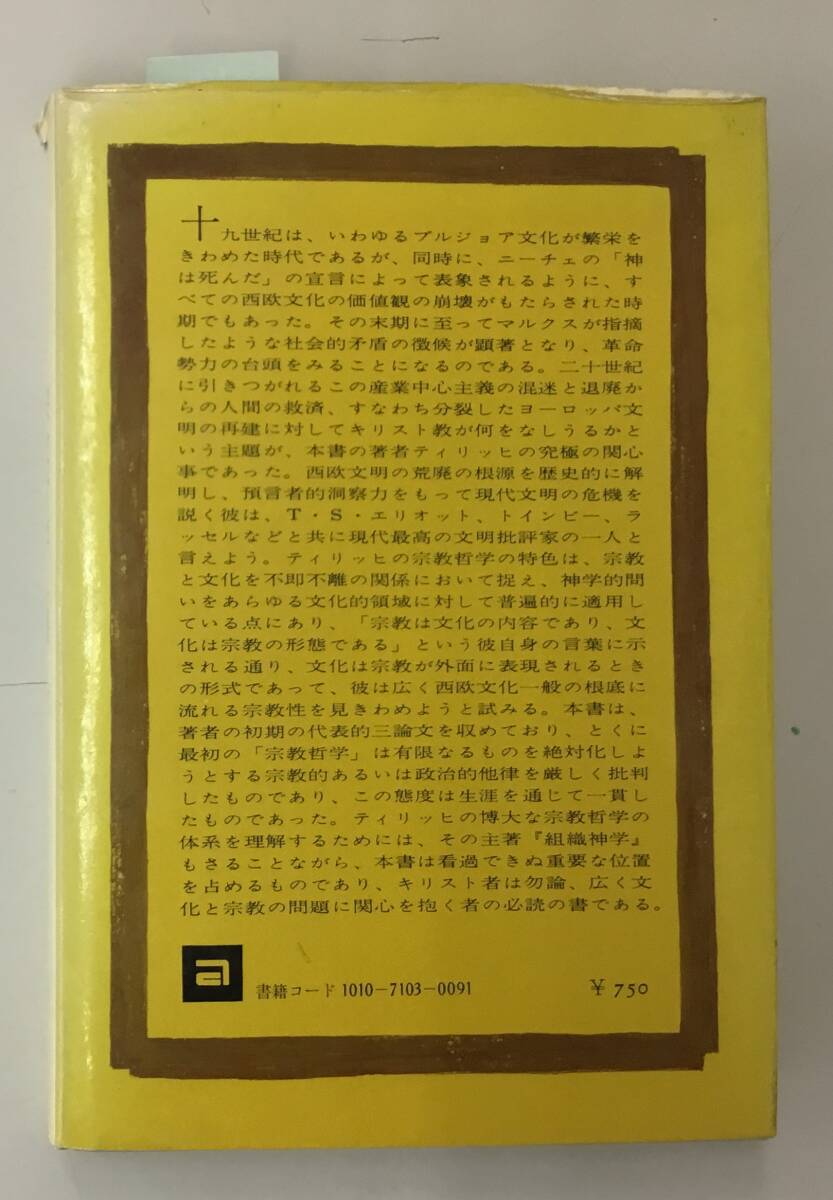 十九世紀は、いわゆるブルジョア文化が繁栄を
きわめた時代であるが、同時に、ニーチェの「神
は死んだ」の宣言によって表象されるように、す
べての西欧文化の価値観の崩壊がもたらされた時
期でもあった。その末期に至ってマルクスが指摘
したような社会的矛盾の徴候が顕著となり、革命
勢力の台頭をみることになるのである。二十世紀
に引きつがれるこの産業中心主義の混迷と退廃か
らの人間の救済、すなわち分裂したヨーロッパ文
明の再建に対してキリスト教が何をなしうるかと
いう主題が、本書の著者ティリッヒの究極の関心
事であった。西欧文明の荒廃の根源を歴史的に解
明し、預言者的洞察力をもって現代文明の危機を
説く彼は、T・S・エリオット、トインビー、ラ
ッセルなどと共に現代最高の文明批評家の一人と
言えよう。ティリッヒの宗教哲学の特色は、宗教
と文化を不即不離の関係において捉え、神学的問
いをあらゆる文化的領域に対して普遍的に適用し
ている点にあり、「宗教は文化の内容であり、文
化は宗教の形態である」という彼自身の言葉に示
される通り、文化は宗教が外面に表現されるとき
の形式であって、彼は広く西欧文化一般の根底に
流れる宗教性を見きわめようと試みる。本書は、
著者の初期の代表的三論文を収めており、とくに
最初の「宗教哲学」は有限なるものを絶対化しよ
うとする宗教的あるいは政治的他律を厳しく批判
したものであり、この態度は生涯を通じて一貫し
たものであった。ティリッヒの博大な宗教哲学の
体系を理解するためには、その主著『組織神学』
もさることながら、本書は看過できぬ重要な位置
を占めるものであり、キリスト者は勿論、広く文
化と宗教の問題に関心を抱く者の必読の書である。
a
書籍コード 1010-7103-0091
¥ 750